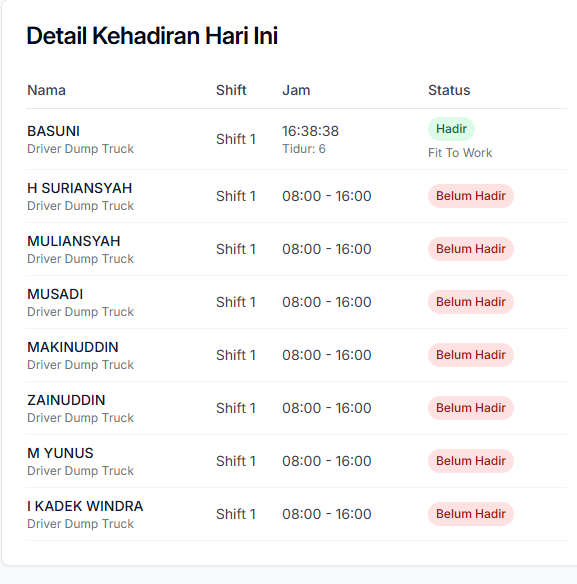 Detail Kehadiran Hari Ini
Nama Shift Jam Status
BASUNI
Driver Dump Truck
Shift 1
16:38:38
Tidur: 6
Hadir
Fit To Work
H SURIANSYAH
Driver Dump Truck
Shift 1
08:00 - 16:00
Belum Hadir
MULIANSYAH
Driver Dump Truck
Shift 1
08:00 - 16:00
Belum Hadir
MUSADI
Driver Dump Truck
Shift 1
08:00 - 16:00
Belum Hadir
MAKINUDDIN
Driver Dump Truck
Shift 1
08:00 - 16:00
Belum Hadir
ZAINUDDIN
Driver Dump Truck
Shift 1
08:00 - 16:00
Belum Hadir
M YUNUS
Driver Dump Truck
Shift 1
08:00 - 16:00
Belum Hadir
I KADEK WINDRA
Driver Dump Truck
Shift 1
08:00 - 16:00
Belum Hadir